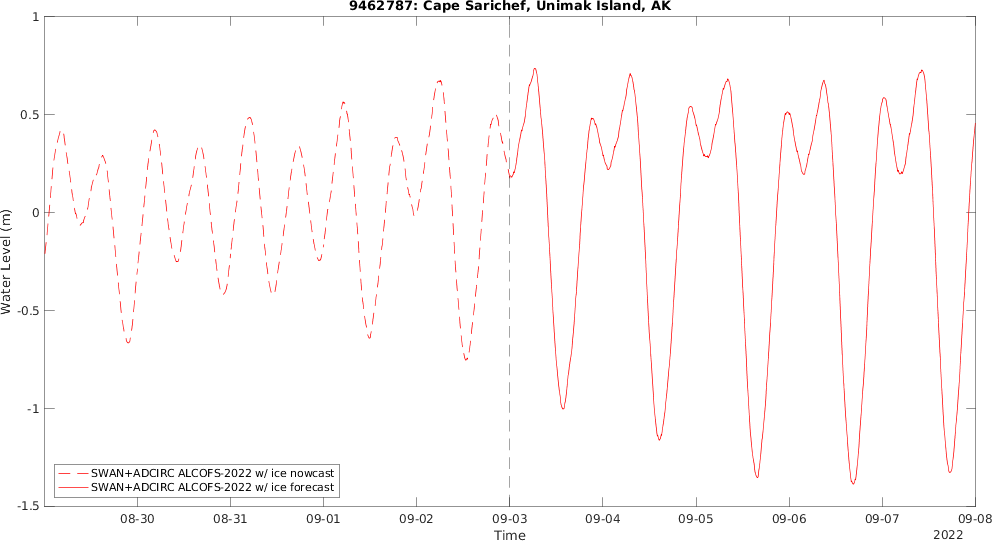 9462787: Cape Sarichef, Unimak Island, AK
1
0.5
0
-0.5
-1
-1.5
Water Level (m)
SWAN+ADCIRC ALCOFS-2022 w/ ice nowcast
SWAN+ADCIRC ALCOFS-2022 w/ ice forecast
08-30 08-31 09-01 09-02 09-03 09-04 09-05 09-06 09-07 09-08
Time
2022